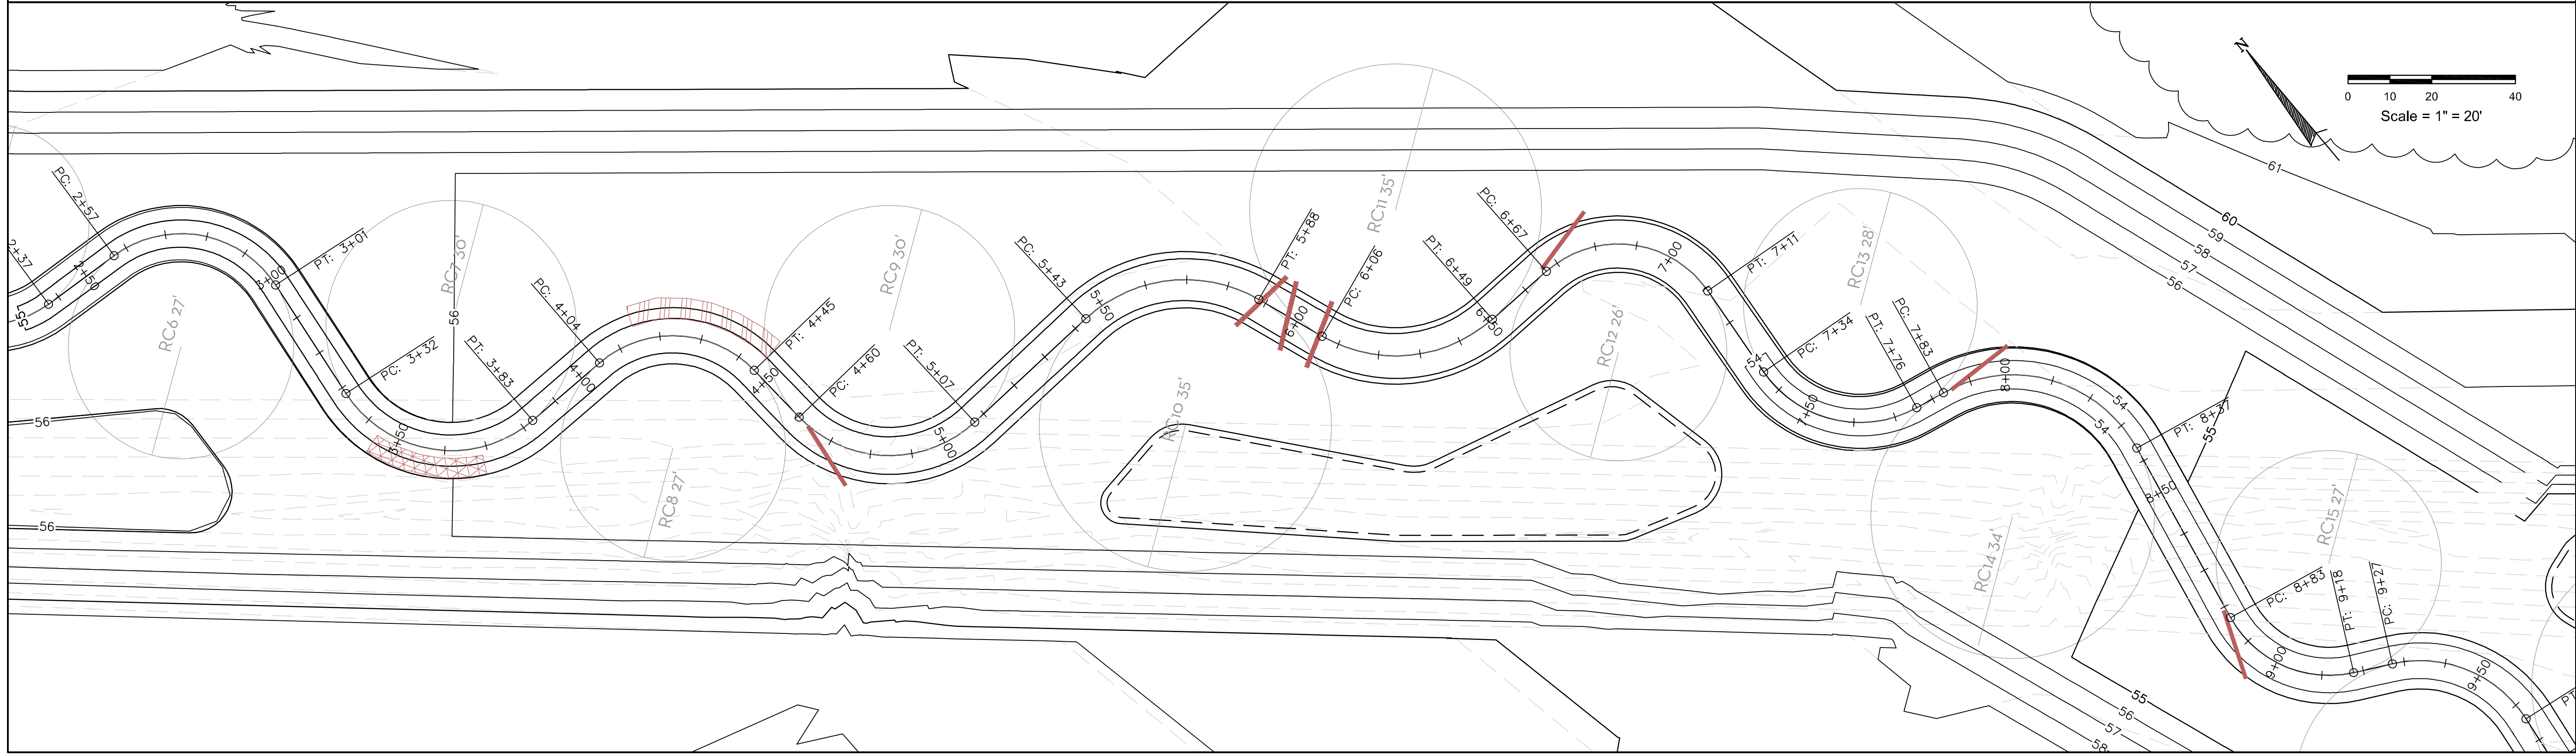 N
0 10 20 40
Scale = 1" = 20'
61
60
59
58
57
56
2+37
55
PC: 2+57
2+50
RC6 27'
3+00
PT: 3+01
PC: 3+32
RC7 30'
56
3+50
PT: 3+83
4+00
PC: 4+04
RC8 27'
PT: 4+45
4+50
PC: 4+60
RC9 30'
5+00
PT: 5+07
PC: 5+43
5+50
RC10 35'
PT: 5+88
6+00
PC: 6+06
RC11 35'
PT: 6+49
6+50
PC: 6+67
RC12 26'
7+00
PT: 7+11
54
PC: 7+34
7+50
RC13 28'
PT: 7+76
PC: 7+83
8+00
54
54
PT: 8+37
55
RC14 34'
8+50
PC: 8+83
9+00
RC15 27'
PT: 9+18
PC: 9+27
9+50
PT
56
56
55
56
57
58